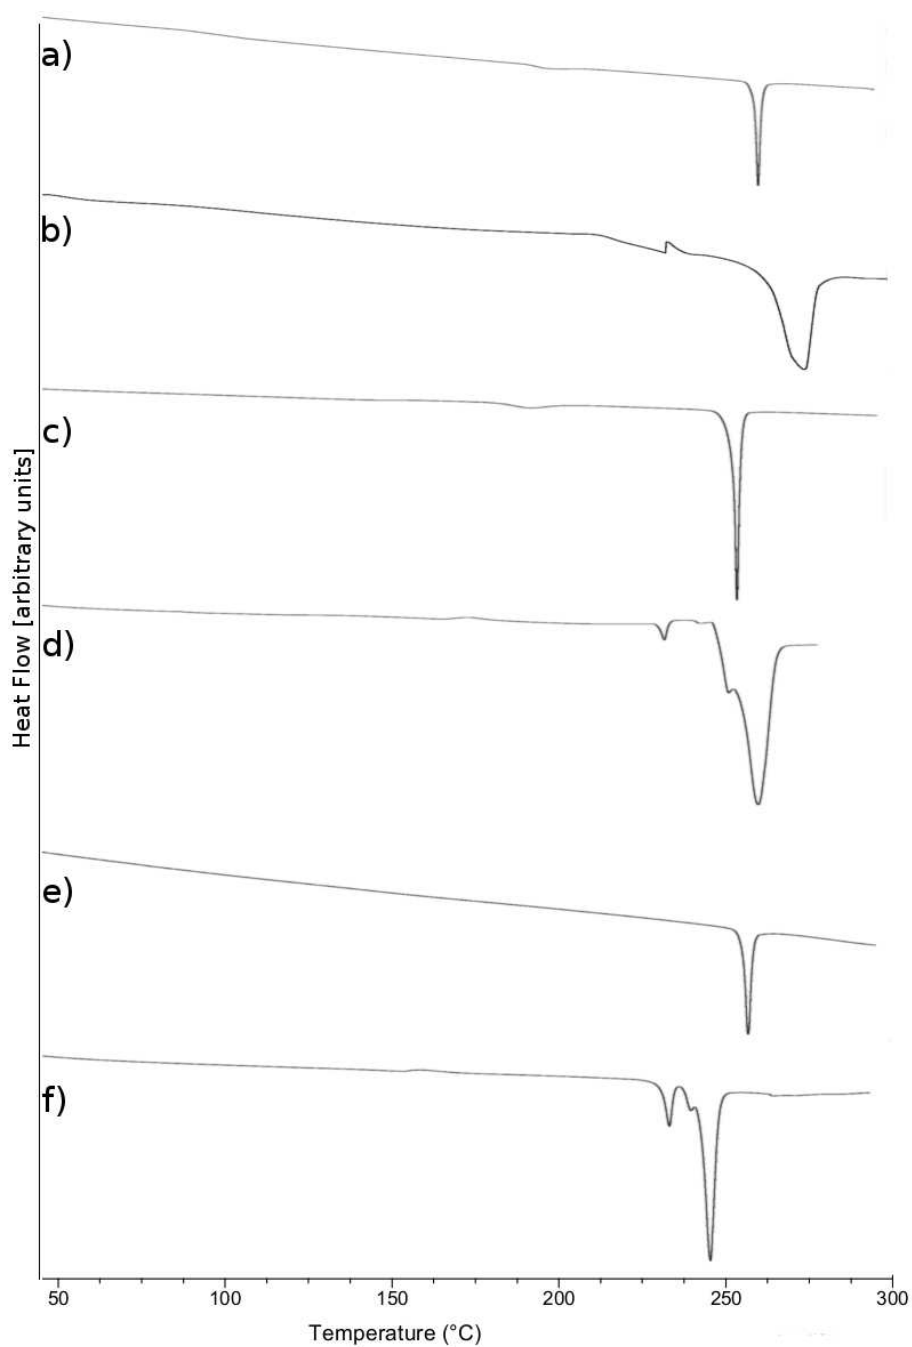 a)
b)
c)
Heat Flow [arbitrary units]
d)
e)
f)
50 100 150 200 250 300
Temperature (°C)